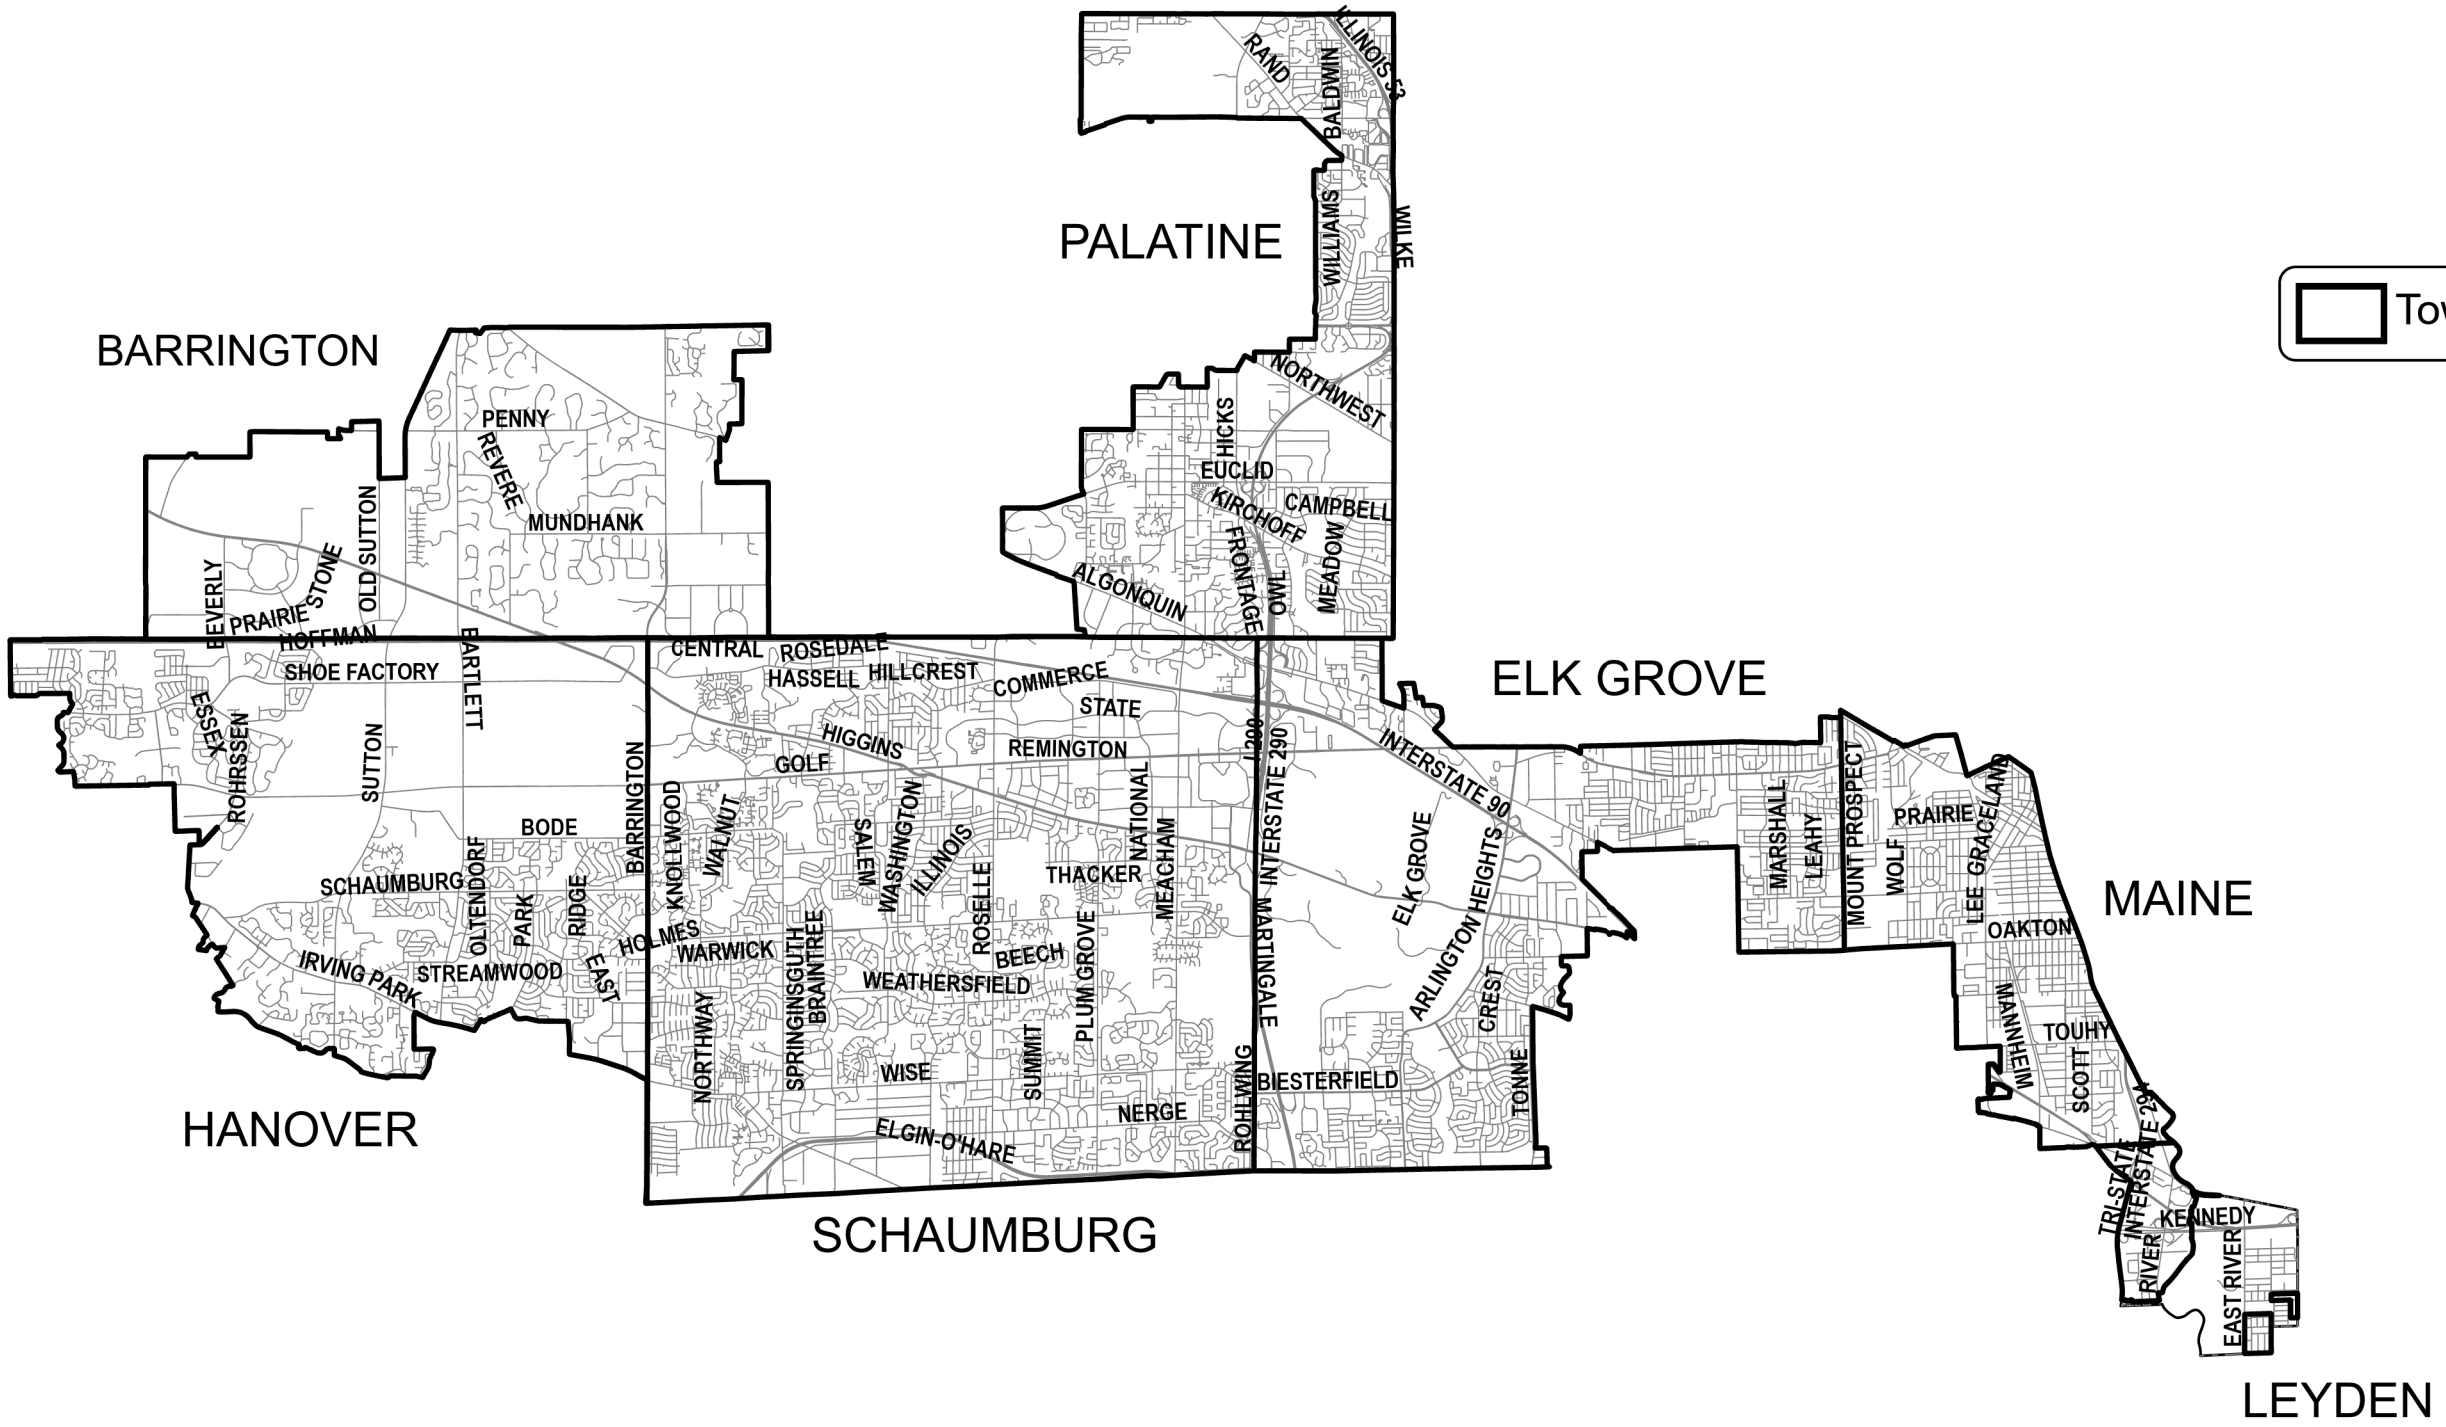 ILLINOIS 53
RAND
BALDWIN
PALATINE
WILLIAMS
WILKE
BARRINGTON
NORTHWEST
PENNY
HICKS
REVERE
EUCLID
KIRCHOFF
CAMPBELL
MUNDHANK
OLD SUTTON
STONE
FRONTAGE
MEADOW
OWL
ALGONQUIN
BEVERLY
PRAIRIE
HOFFMAN
BARTLETT
CENTRAL
ROSEDALE
SHOE FACTORY
HASSELL
HILLCREST
COMMERCE
ELK GROVE
ESSEX
ROHRSSEN
SUTTON
STATE
HIGGINS
REMINGTON
I-290
INTERSTATE 290
INTERSTATE 90
GOLF
BARRINGTON
KNOLLWOOD
WALNUT
SALEM
WASHINGTON
ILLINOIS
NATIONAL
MEACHAM
ELK GROVE
ARLINGTON HEIGHTS
MARSHALL
LEAHY
MOUNT PROSPECT
WOLF
PRAIRIE
LEE
GRACELAND
BODE
OLTENDORF
SCHAUMBURG
PARK
RIDGE
ROSELLE
THACKER
MAINE
OAKTON
HOLMES
WARWICK
IRVING PARK
STREAMWOOD
EAST
SPRINGINSGUTH
BRAINTREE
WEATHERSFIELD
BEECH
PLUM GROVE
MARTINGALE
CREST
MANNHEIM
TOUHY
SCOTT
NORTHWAY
WISE
SUMMIT
ROHLWING
BIESTERFIELD
TONNE
NERGE
ELGIN-O'HARE
HANOVER
SCHAUMBURG
INTERSTATE 294
TRI-STATE
INTERSTATE
KENNEDY
RIVER
EAST RIVER
LEYDEN